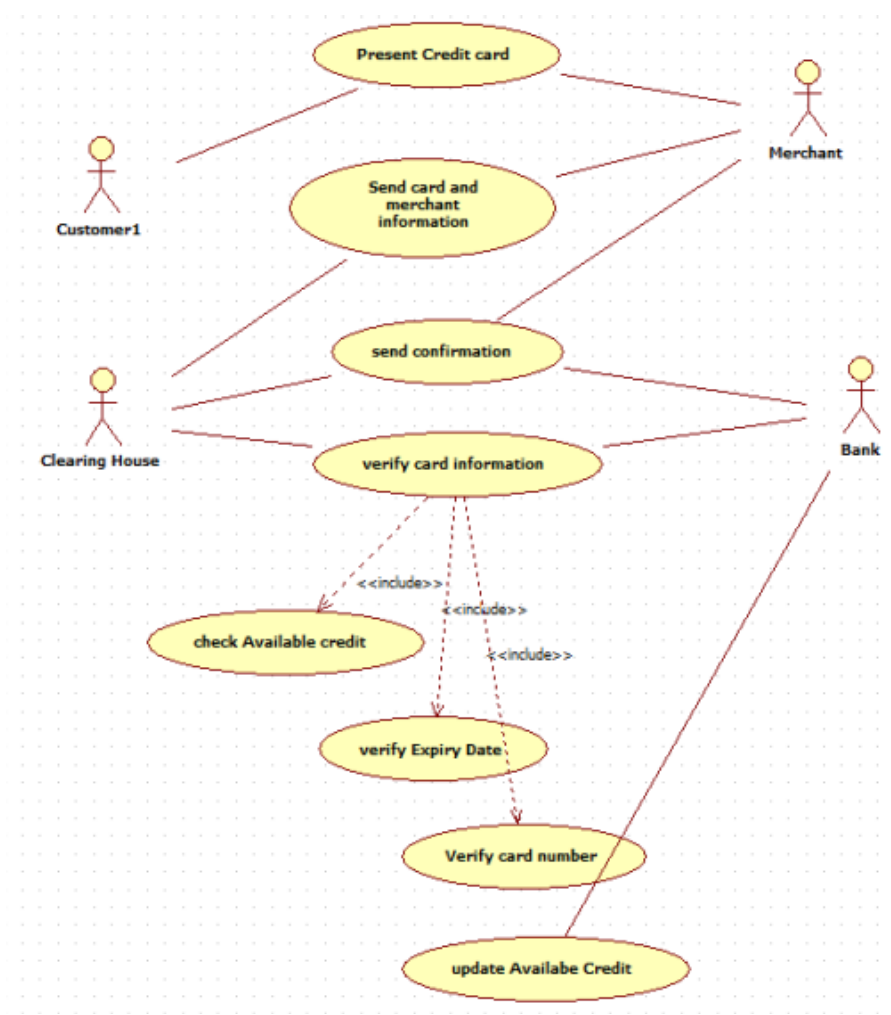 Present Credit card
Merchant
Customer1
Send card and
merchant
information
send confirmation
Clearing House
Bank
verify card information
<<include>>
<<include>>
<<include>>
check Available credit
verify Expiry Date
Verify card number
update Availabe Credit